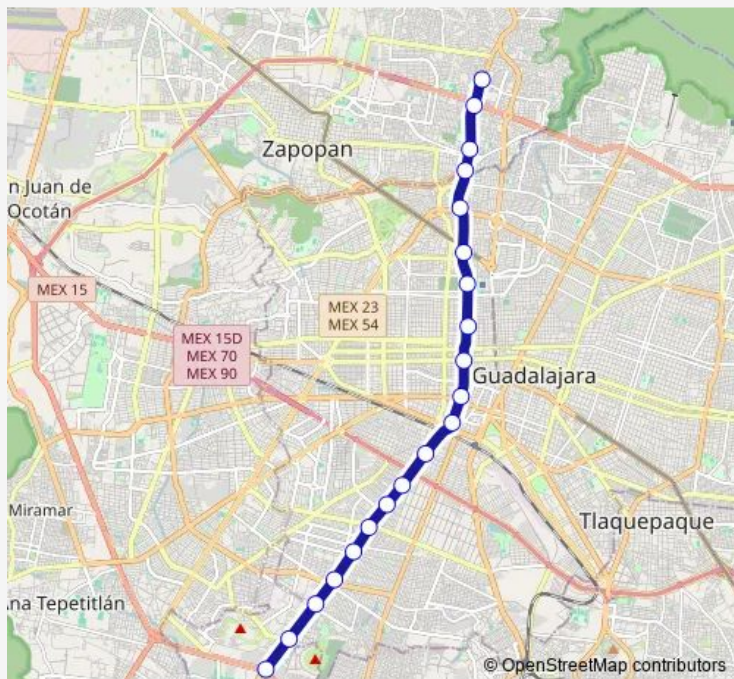 Zapopan
n Juan de
Ocotán
MEX 15
MEX 23
MEX 54
MEX 15D
MEX 70
MEX 90
Guadalajara
Miramar
Tlaquepaque
na Tepetitlán
© OpenStreetMap contributors